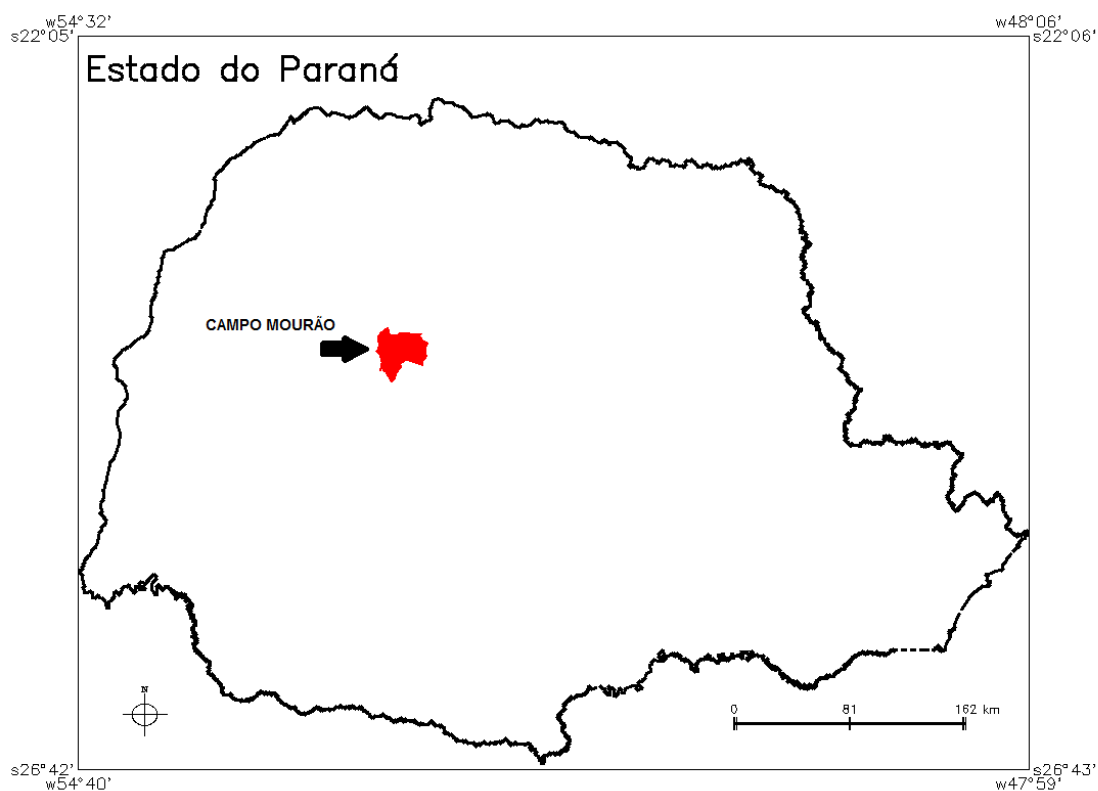 w54°32'
w48°06'
s22°05'
s22°06'
Estado do Paraná
CAMPO MOURÃO
N
0 81 162 km
s26°42'
s26°43'
w54°40'
w47°59'